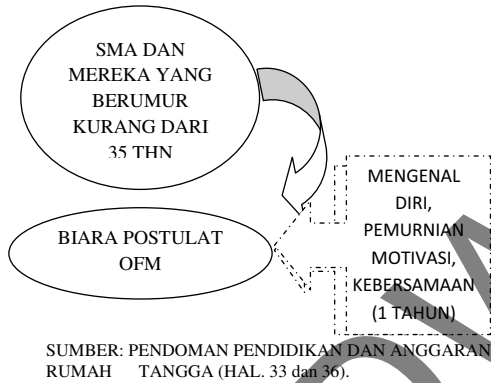 SMA DAN
MEREKA YANG
BERUMUR
KURANG DARI
35 THN
MENGENAL
DIRI,
PEMURNIAN
MOTIVASI,
KEBERSAMAAN
(1 TAHUN)
BIARA POSTULAT
OFM
SUMBER: PENDOMAN PENDIDIKAN DAN ANGGARAN
RUMAH TANGGA (HAL. 33 dan 36).